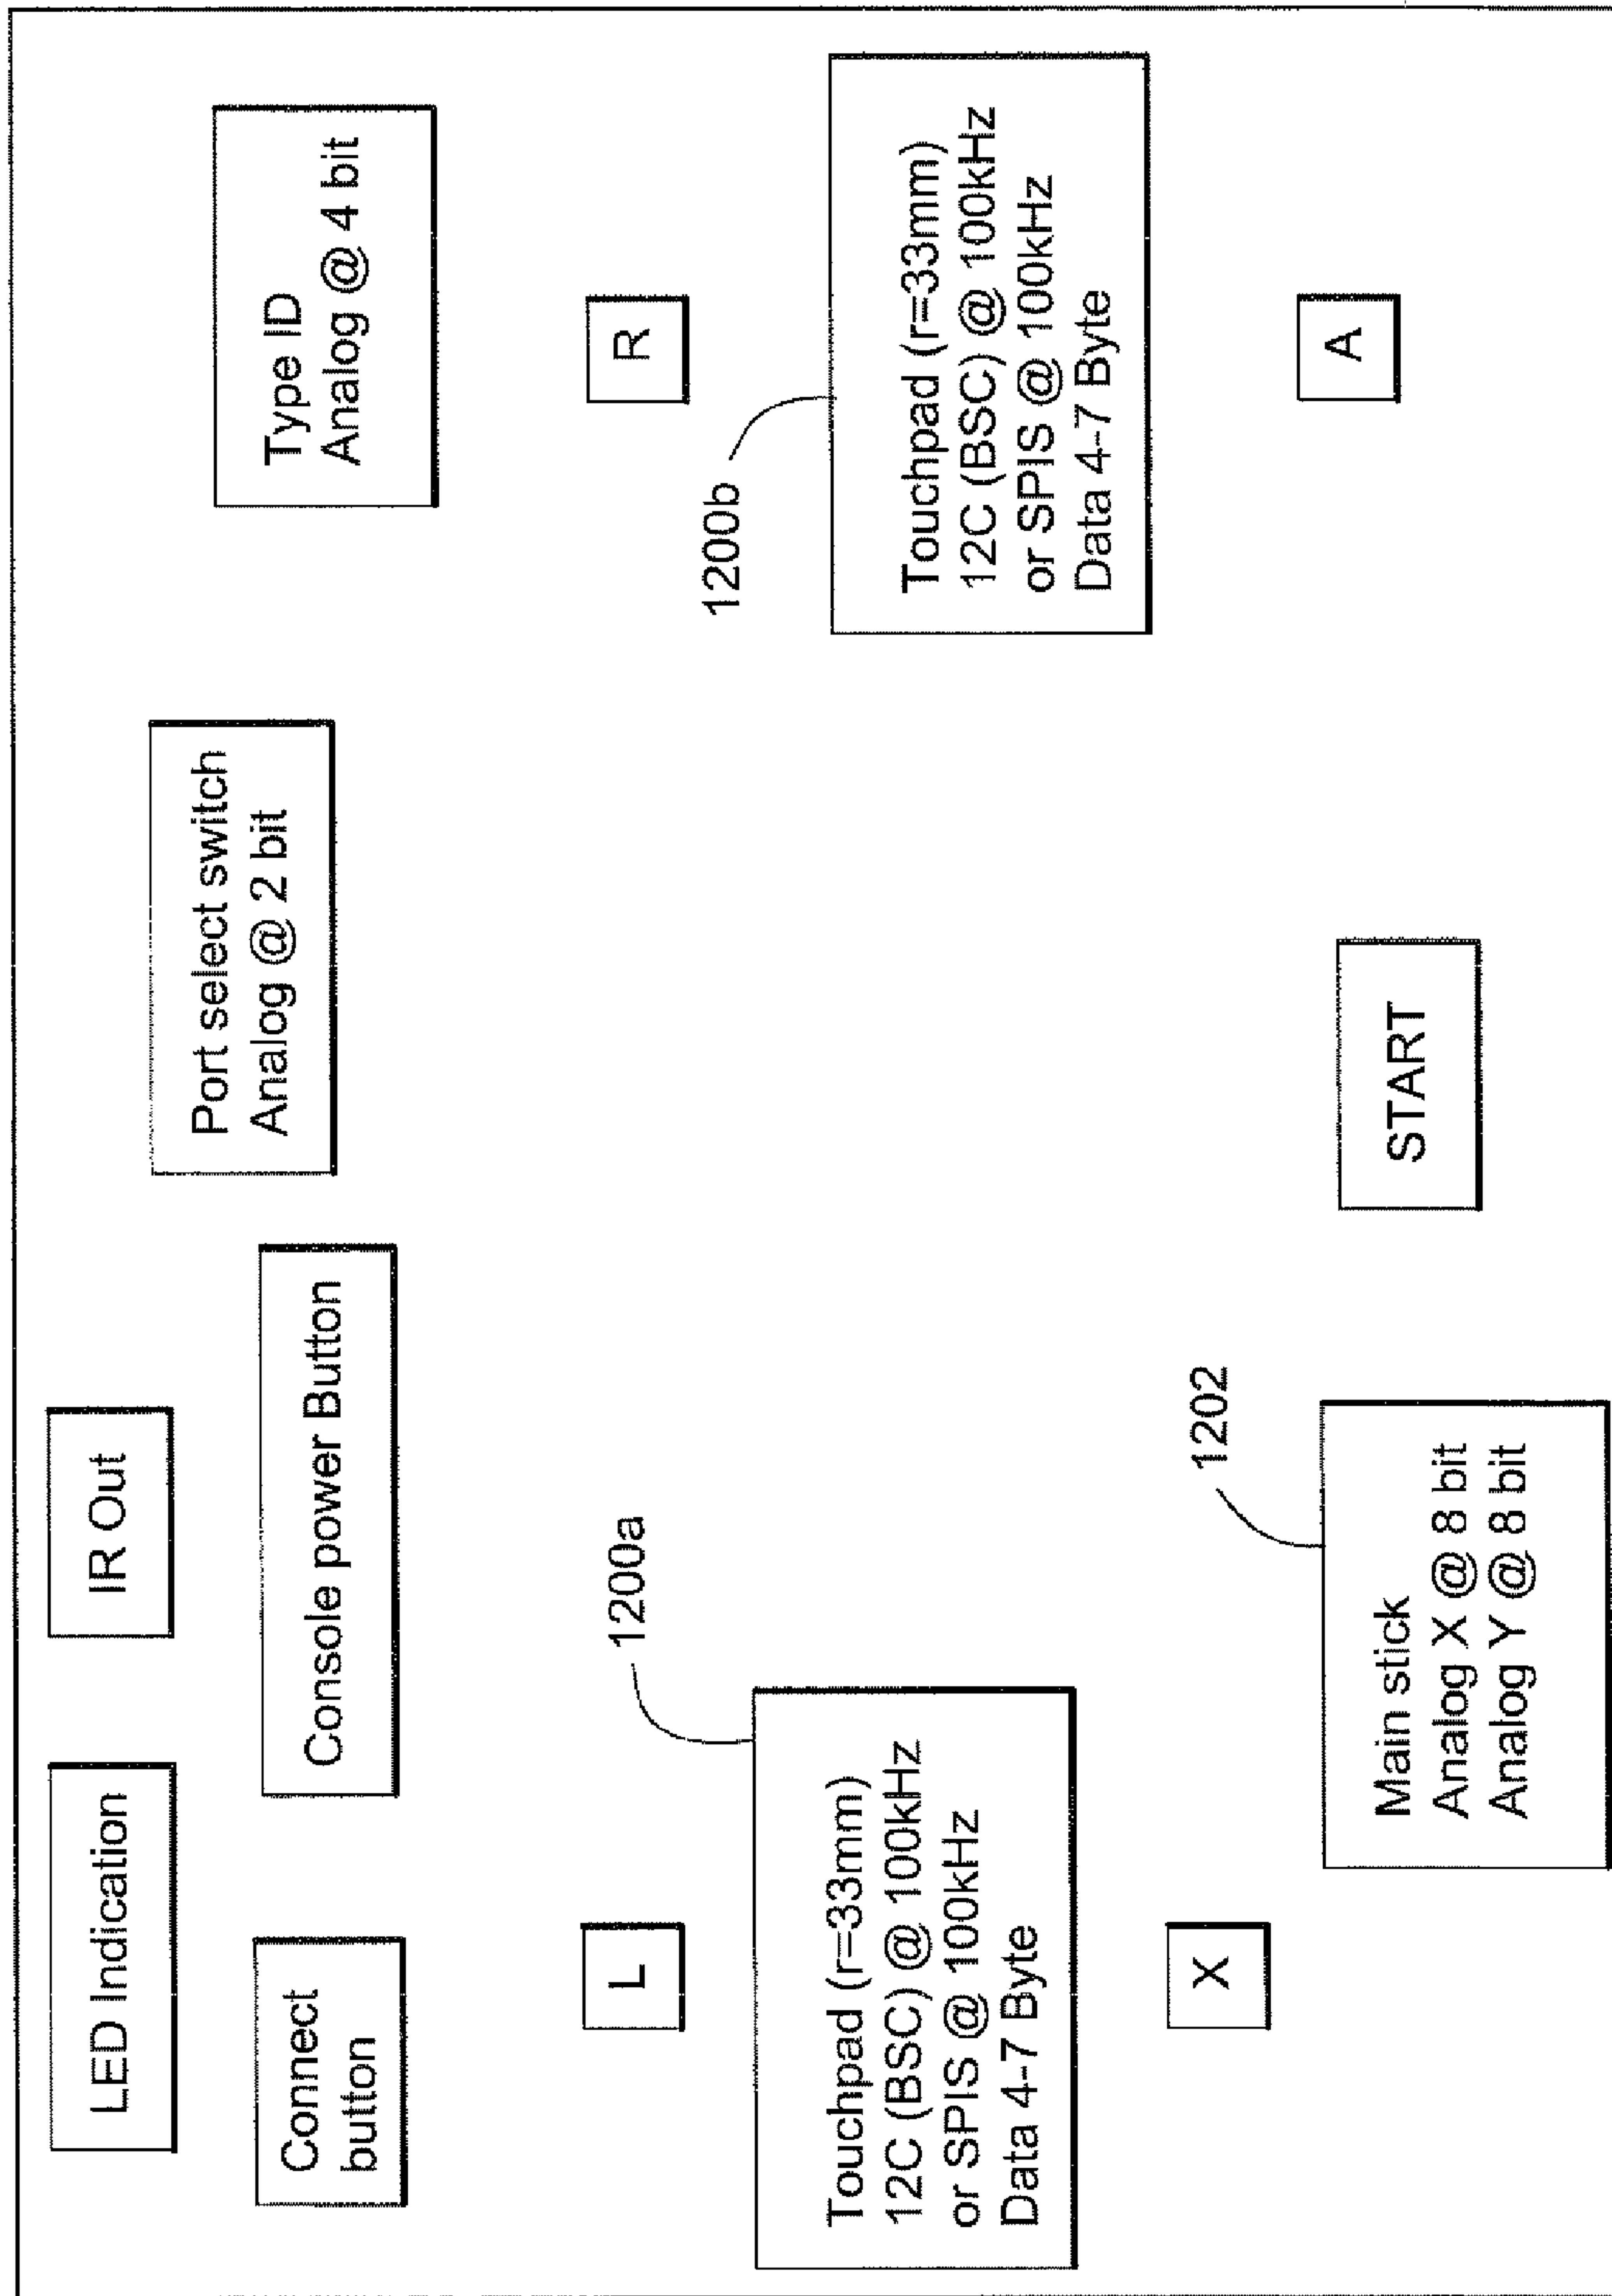 LED Indication
IR Out
Port select switch
Analog @ 2 bit
Type ID
Analog @ 4 bit
Connect
button
Console power Button
L
R
1200a
1200b
Touchpad (r=33mm)
12C (BSC) @ 100kHz
or SPIS @ 100kHz
Data 4-7 Byte
Touchpad (r=33mm)
12C (BSC) @ 100kHz
or SPIS @ 100kHz
Data 4-7 Byte
X
A
1202
Main stick
Analog X @ 8 bit
Analog Y @ 8 bit
START